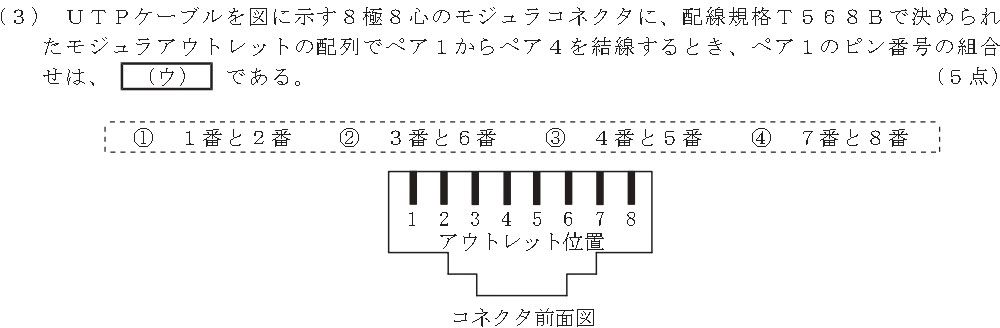 (３) ＵＴＰケーブルを図に示す８極８心のモジュラコネクタに、配線規格Ｔ５６８Ｂで決められ
たモジュラアウトレットの配列でペア１からペア４を結線するとき、ペア１のピン番号の組合
せは、 (ウ) である。 (５点)
① １番と２番 ② ３番と６番 ③ ４番と５番 ④ ７番と８番
1 2 3 4 5 6 7 8
アウトレット位置
コネクタ前面図